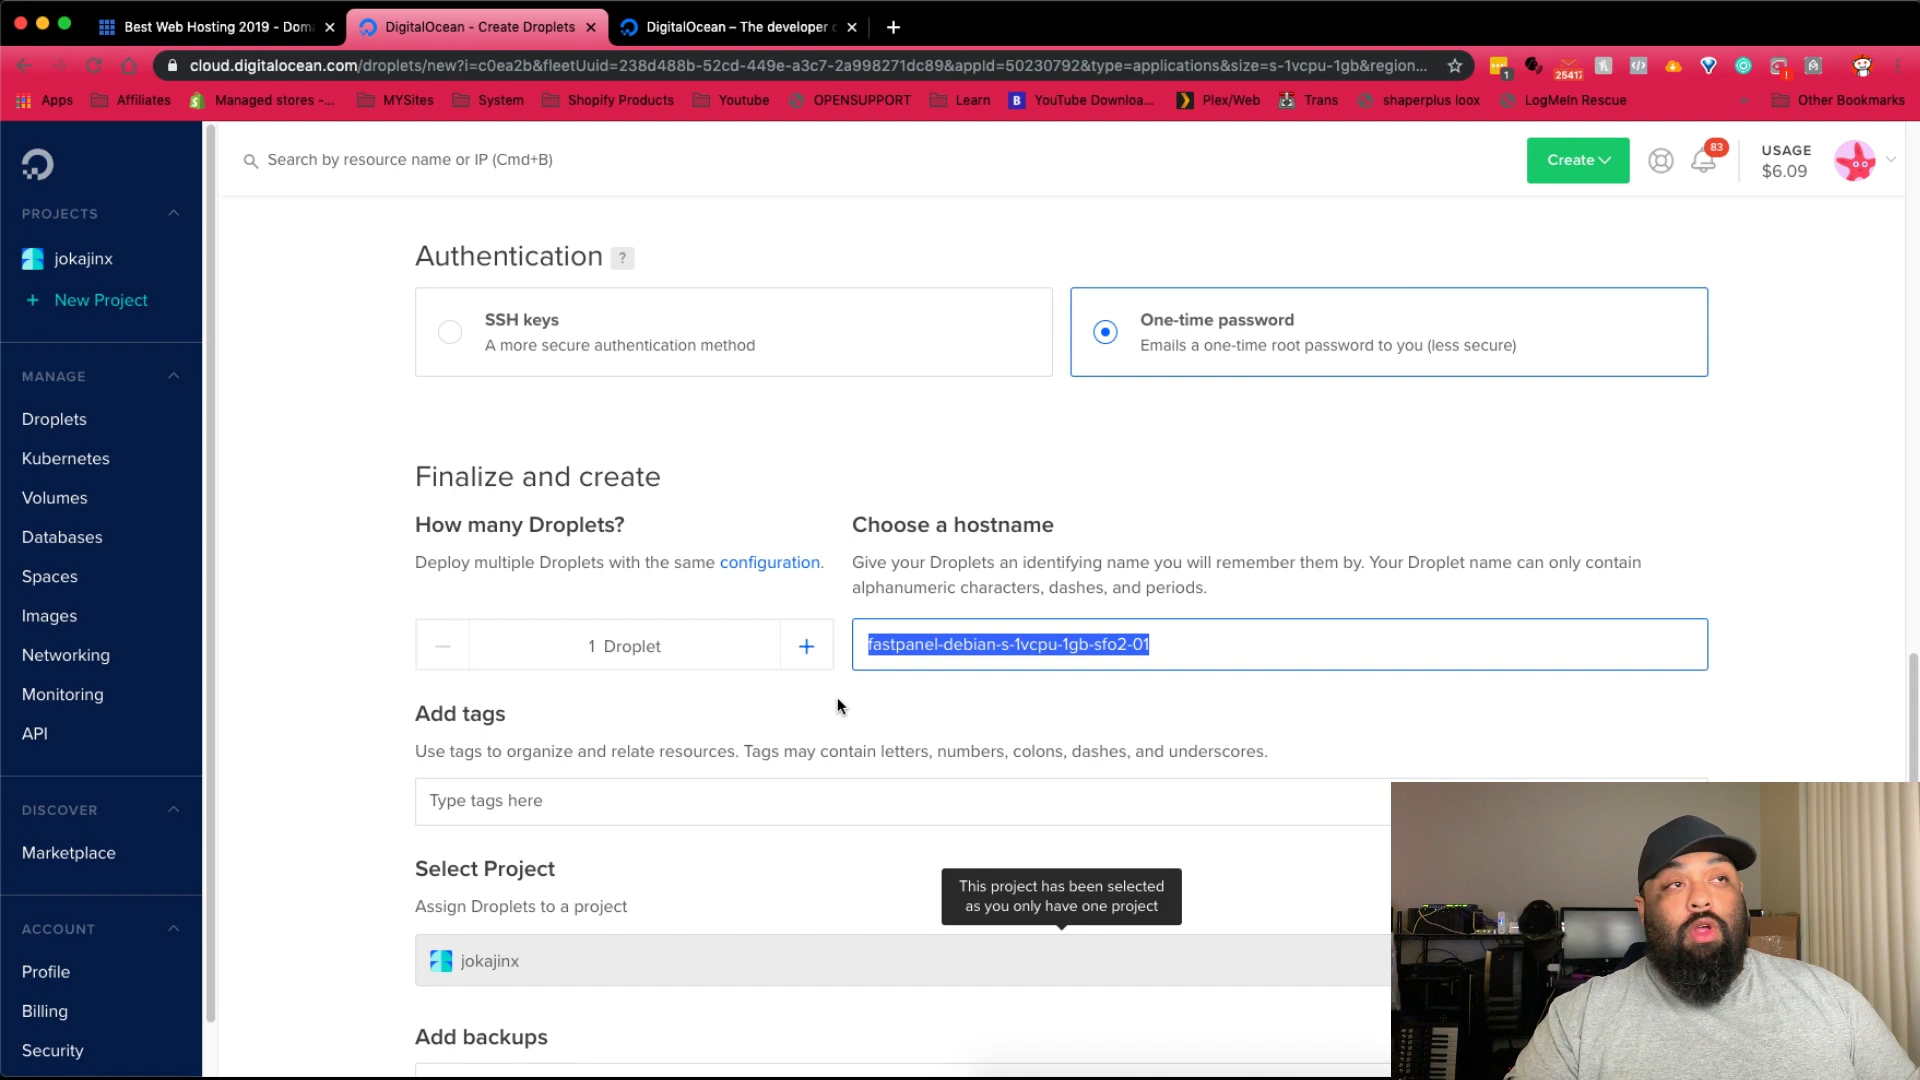 Best Web Hosting 2019 - Dom
DigitalOcean - Create Droplets
DigitalOcean – The developer c
cloud.digitalocean.com/droplets/new?i=c0ea2b&fleetUuid=238d488b-52cd-449e-a3c7-2a998271dc89&appId=50230792&type=applications&size=s-1vcpu-1gb&region...
1
25417
Apps
Affiliates
Managed stores -...
MYSites
System
Shopify Products
Youtube
OPENSUPPORT
Learn
B
YouTube Downloa...
Plex/Web
Trans
shaperplus loox
LogMeIn Rescue
Other Bookmarks
Search by resource name or IP (Cmd+B)
Create
83
USAGE
$6.09
PROJECTS
jokajinx
+ New Project
MANAGE
Droplets
Kubernetes
Volumes
Databases
Spaces
Images
Networking
Monitoring
API
DISCOVER
Marketplace
ACCOUNT
Profile
Billing
Security
Authentication ?
SSH keys
A more secure authentication method
One-time password
Emails a one-time root password to you (less secure)
Finalize and create
How many Droplets?
Deploy multiple Droplets with the same configuration.
1 Droplet
Choose a hostname
Give your Droplets an identifying name you will remember them by. Your Droplet name can only contain
alphanumeric characters, dashes, and periods.
fastpanel-debian-s-1vcpu-1gb-sfo2-01
Add tags
Use tags to organize and relate resources. Tags may contain letters, numbers, colons, dashes, and underscores.
Type tags here
Select Project
Assign Droplets to a project
This project has been selected
as you only have one project
jokajinx
Add backups